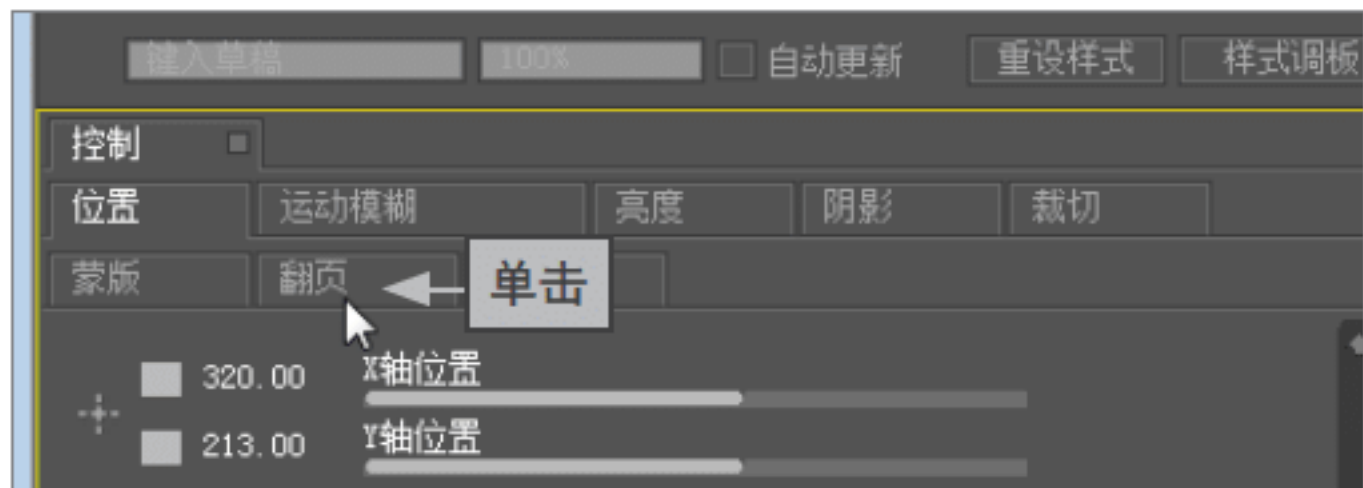 键入草稿 100% 自动更新 重设样式 样式调板
控制
位置 运动模糊 亮度 阴影 裁切
蒙版 翻页 单击
320.00 X轴位置
213.00 Y轴位置